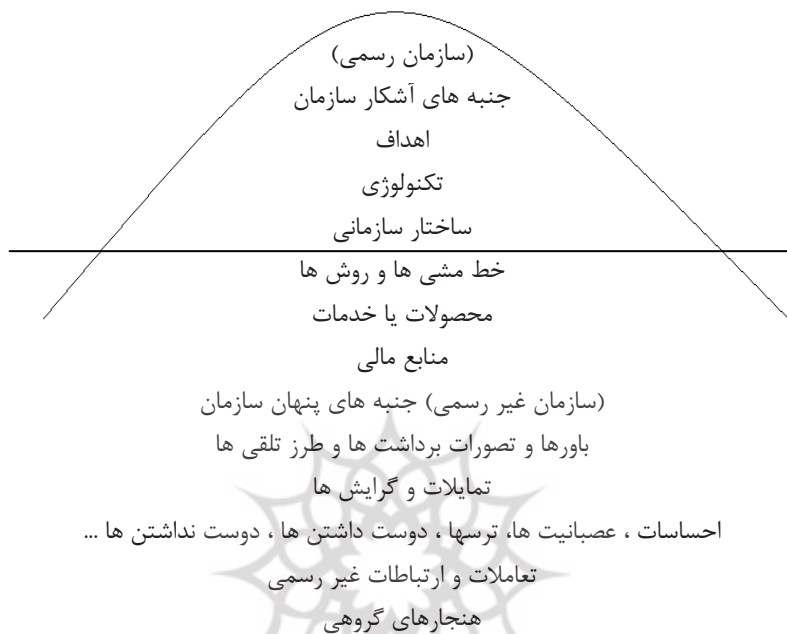 (سازمان رسمی)
جنبه های آشکار سازمان
اهداف
تکنولوژی
ساختار سازمانی
خط مشی ها و روش ها
محصولات یا خدمات
منابع مالی
(سازمان غیر رسمی) جنبه های پنهان سازمان
باورها و تصورات برداشت ها و طرز تلقی ها
تمایلات و گرایش ها
احساسات ، عصبانیت ها، ترسها ، دوست داشتن ها ، دوست نداشتن ها ...
تعاملات و ارتباطات غیر رسمی
هنجارهای گروهی